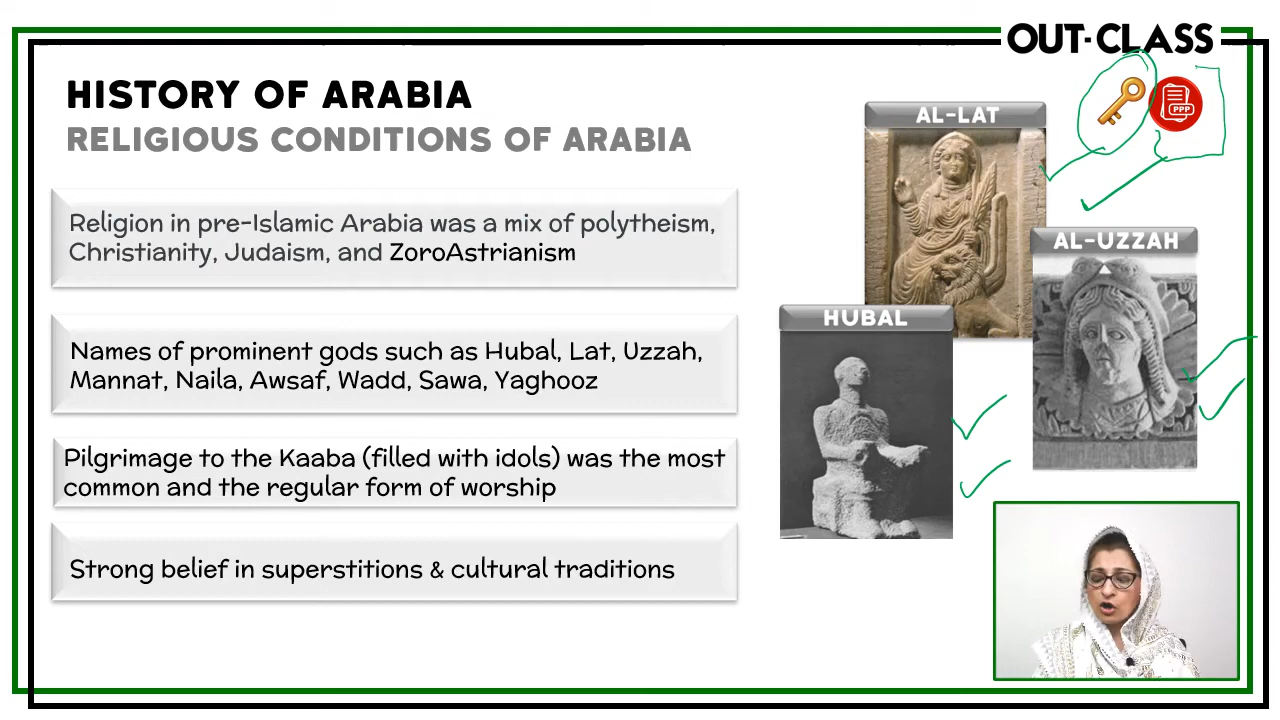 OUT-CLASS
HISTORY OF ARABIA
RELIGIOUS CONDITIONS OF ARABIA
Religion in pre-Islamic Arabia was a mix of polytheism,
Christianity, Judaism, and ZoroAstrianism
Names of prominent gods such as Hubal, Lat, Uzzah,
Mannat, Naila, Awsaf, Wadd, Sawa, Yaghooz
Pilgrimage to the Kaaba (filled with idols) was the most
common and the regular form of worship
Strong belief in superstitions & cultural traditions
AL-LAT
PPP
AL-UZZAH
HUBAL